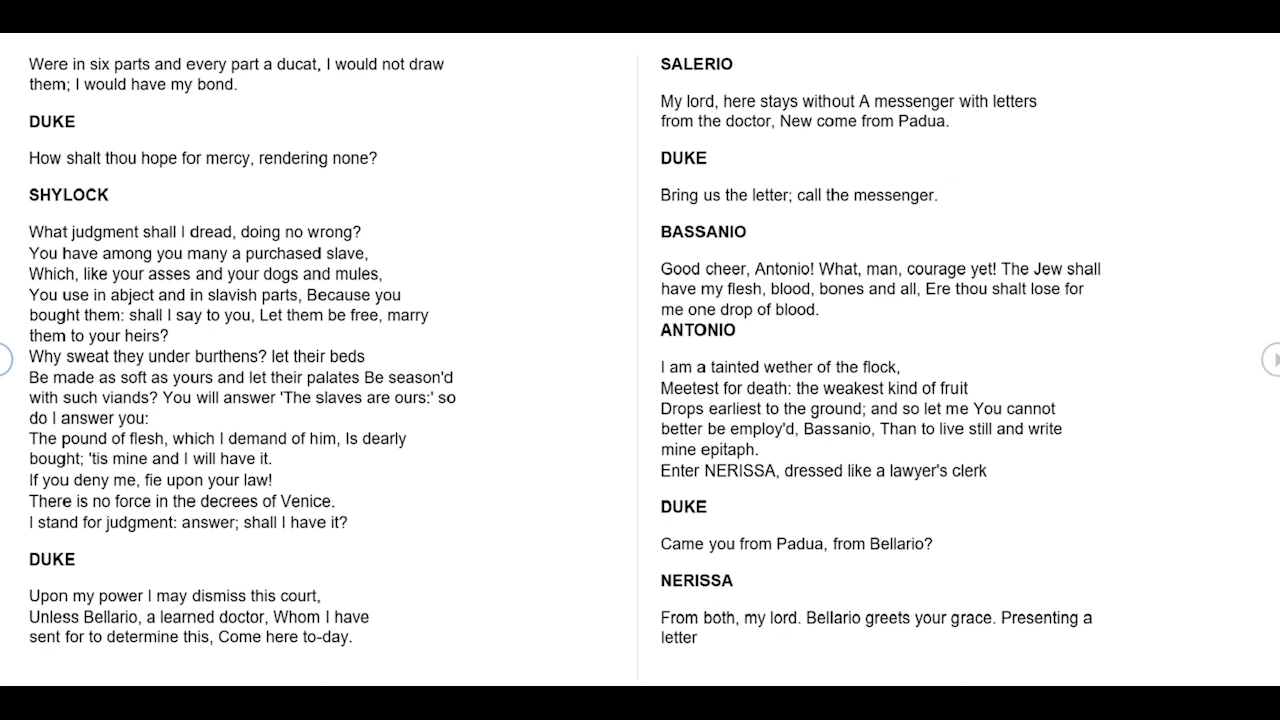 Were in six parts and every part a ducat, I would not draw
them; I would have my bond.
DUKE
How shalt thou hope for mercy, rendering none?
SHYLOCK
What judgment shall I dread, doing no wrong?
You have among you many a purchased slave,
Which, like your asses and your dogs and mules,
You use in abject and in slavish parts, Because you
bought them: shall I say to you, Let them be free, marry
them to your heirs?
Why sweat they under burthens? let their beds
Be made as soft as yours and let their palates Be season'd
with such viands? You will answer 'The slaves are ours:' so
do I answer you:
The pound of flesh, which I demand of him, Is dearly
bought; 'tis mine and I will have it.
If you deny me, fie upon your law!
There is no force in the decrees of Venice.
I stand for judgment: answer; shall I have it?
DUKE
Upon my power I may dismiss this court,
Unless Bellario, a learned doctor, Whom I have
sent for to determine this, Come here to-day.
SALERIO
My lord, here stays without A messenger with letters
from the doctor, New come from Padua.
DUKE
Bring us the letter; call the messenger.
BASSANIO
Good cheer, Antonio! What, man, courage yet! The Jew shall
have my flesh, blood, bones and all, Ere thou shalt lose for
me one drop of blood.
ANTONIO
I am a tainted wether of the flock,
Meetest for death: the weakest kind of fruit
Drops earliest to the ground; and so let me You cannot
better be employ'd, Bassanio, Than to live still and write
mine epitaph.
Enter NERISSA, dressed like a lawyer's clerk
DUKE
Came you from Padua, from Bellario?
NERISSA
From both, my lord. Bellario greets your grace. Presenting a
letter